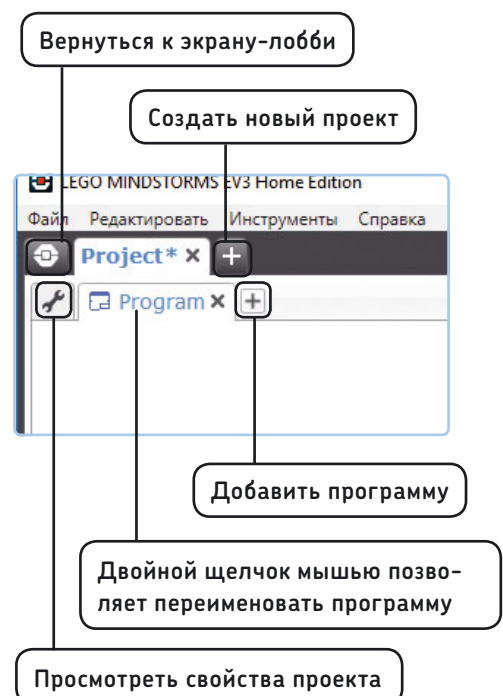 Вернуться к экрану-лобби
Создать новый проект
LEGO MINDSTORMS EV3 Home Edition
Файл Редактировать Инструменты Справка
Project* × +
Program × +
Добавить программу
Двойной щелчок мышью позво-
ляет переименовать программу
Просмотреть свойства проекта